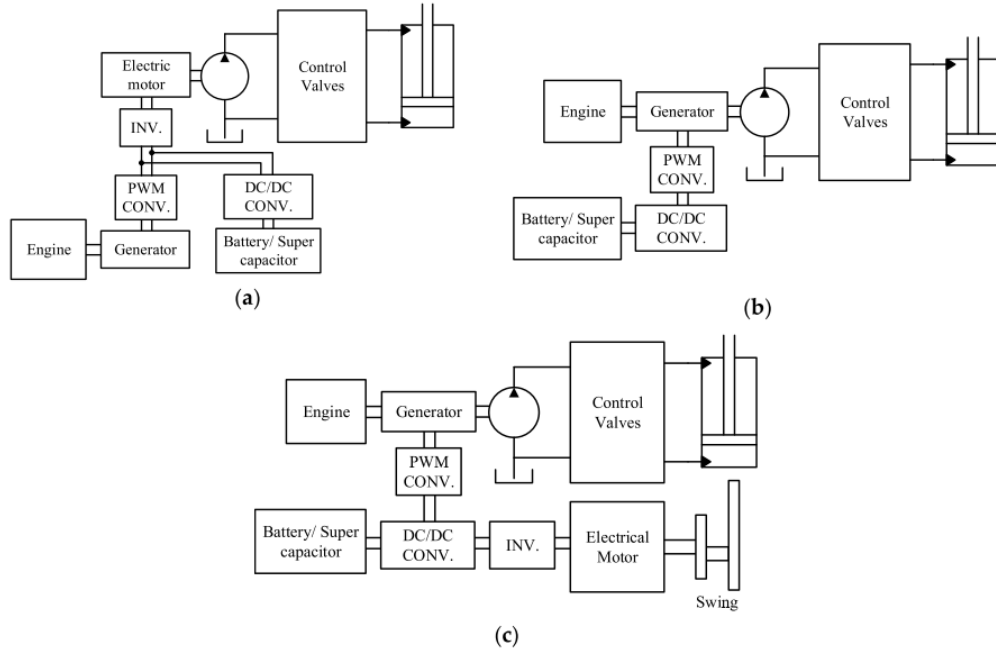 Electric
motor
Control
Valves
INV.
PWM
CONV.
DC/DC
CONV.
Engine
Generator
Battery/ Super
capacitor
(a)
Engine
Generator
Control
Valves
PWM
CONV.
Battery/ Super
capacitor
DC/DC
CONV.
(b)
Engine
Generator
Control
Valves
PWM
CONV.
Battery/ Super
capacitor
DC/DC
CONV.
INV.
Electrical
Motor
Swing
(c)